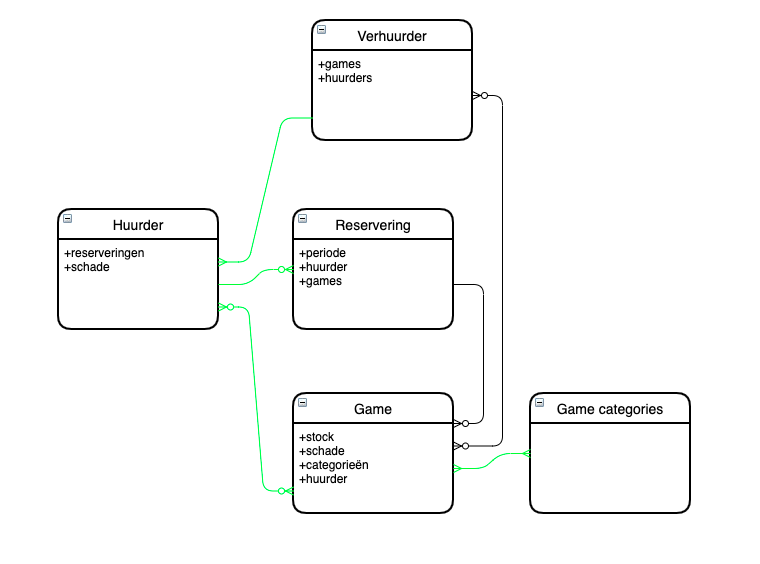 Verhuurder
+games
+huurders
Huurder
+reserveringen
+schade
Reservering
+periode
+huurder
+games
Game
+stock
+schade
+categorieën
+huurder
Game categories